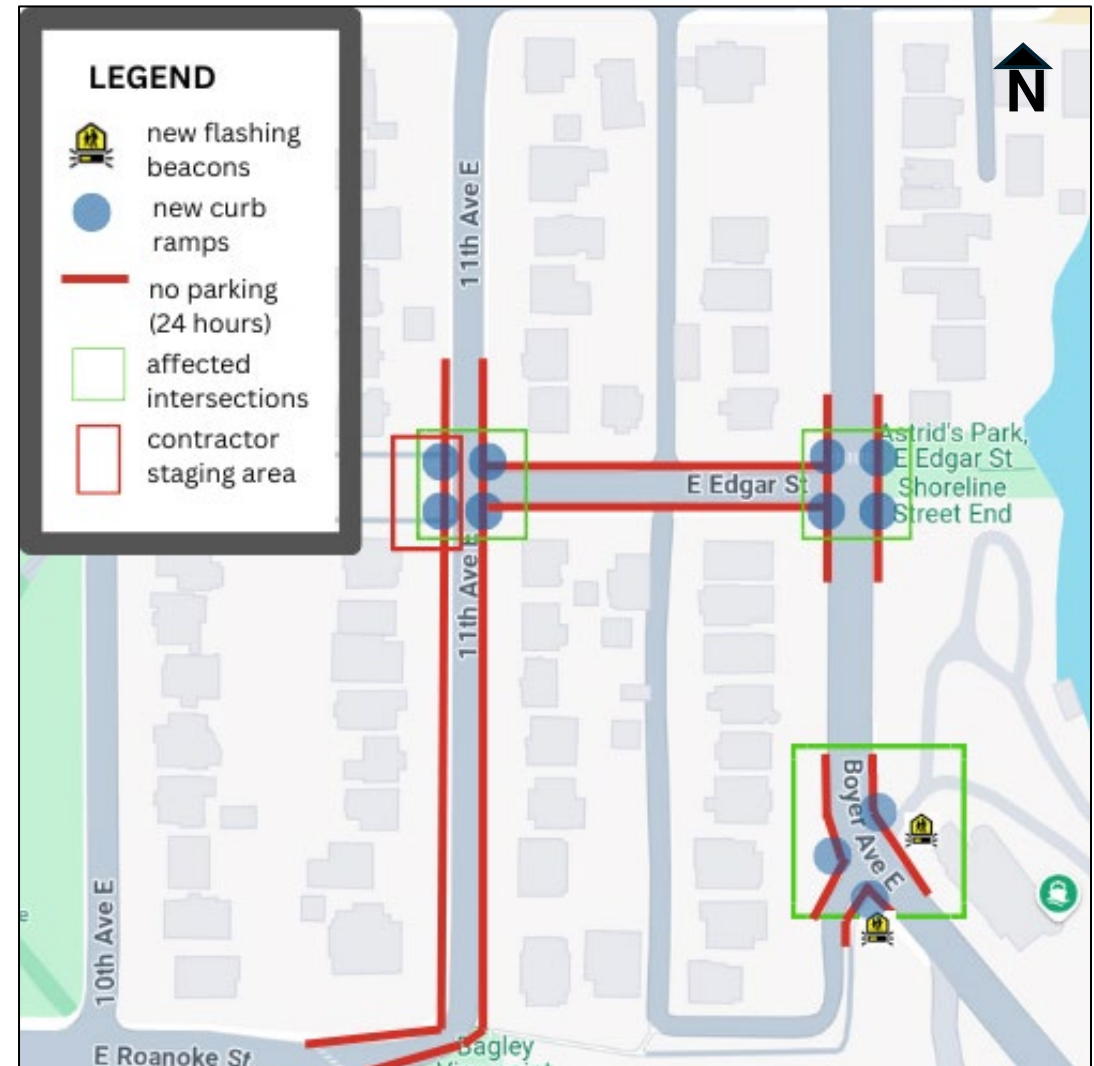 LEGEND
new flashing
beacons
new curb
ramps
no parking
(24 hours)
affected
intersections
contractor
staging area
N
11th Ave E
Astrid's Park,
E Edgar St
Shoreline
Street End
E Edgar St
11th Ave E
Boyer Ave E
10th Ave E
E Roanoke St
Bagley